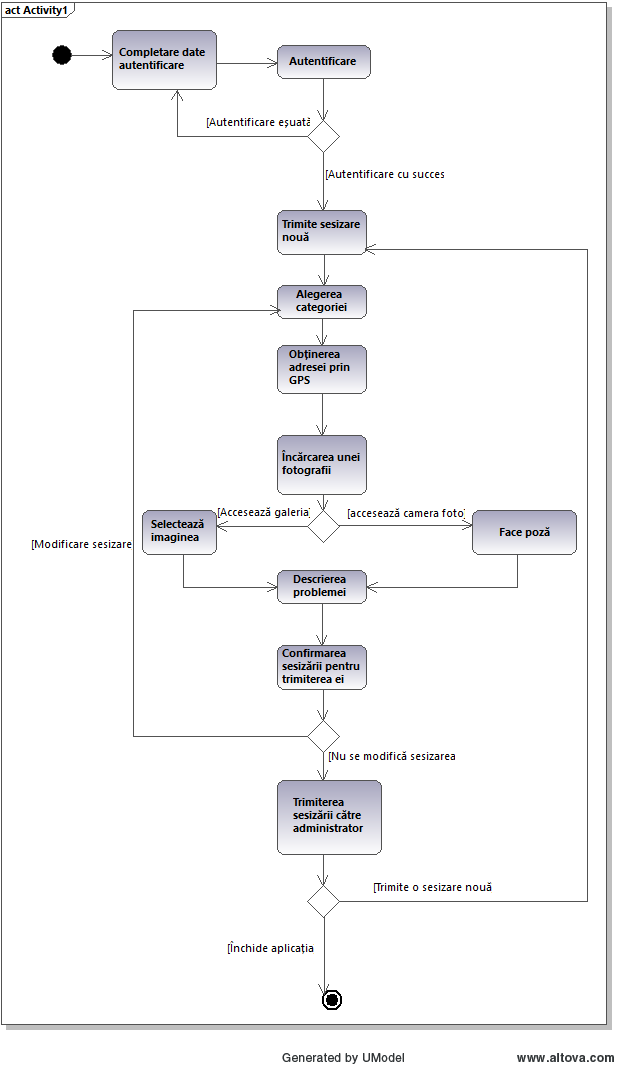 act Activity1
Completare date
autentificare
Autentificare
[Autentificare eșuată
[Autentificare cu succes
Trimite sesizare
nouă
Alegerea
categoriei
Obținerea
adresei prin
GPS
Încărcarea unei
fotografii
[Accesează galeria]
[accesează camera foto]
Selectează
imaginea
Face poză
[Modificare sesizare
Descrierea
problemei
Confirmarea
sesizării pentru
trimiterea ei
[Nu se modifică sesizarea
Trimiterea
sesizării către
administrator
[Trimite o sesizare nouă
[Închide aplicația
Generated by UModel
www.altova.com